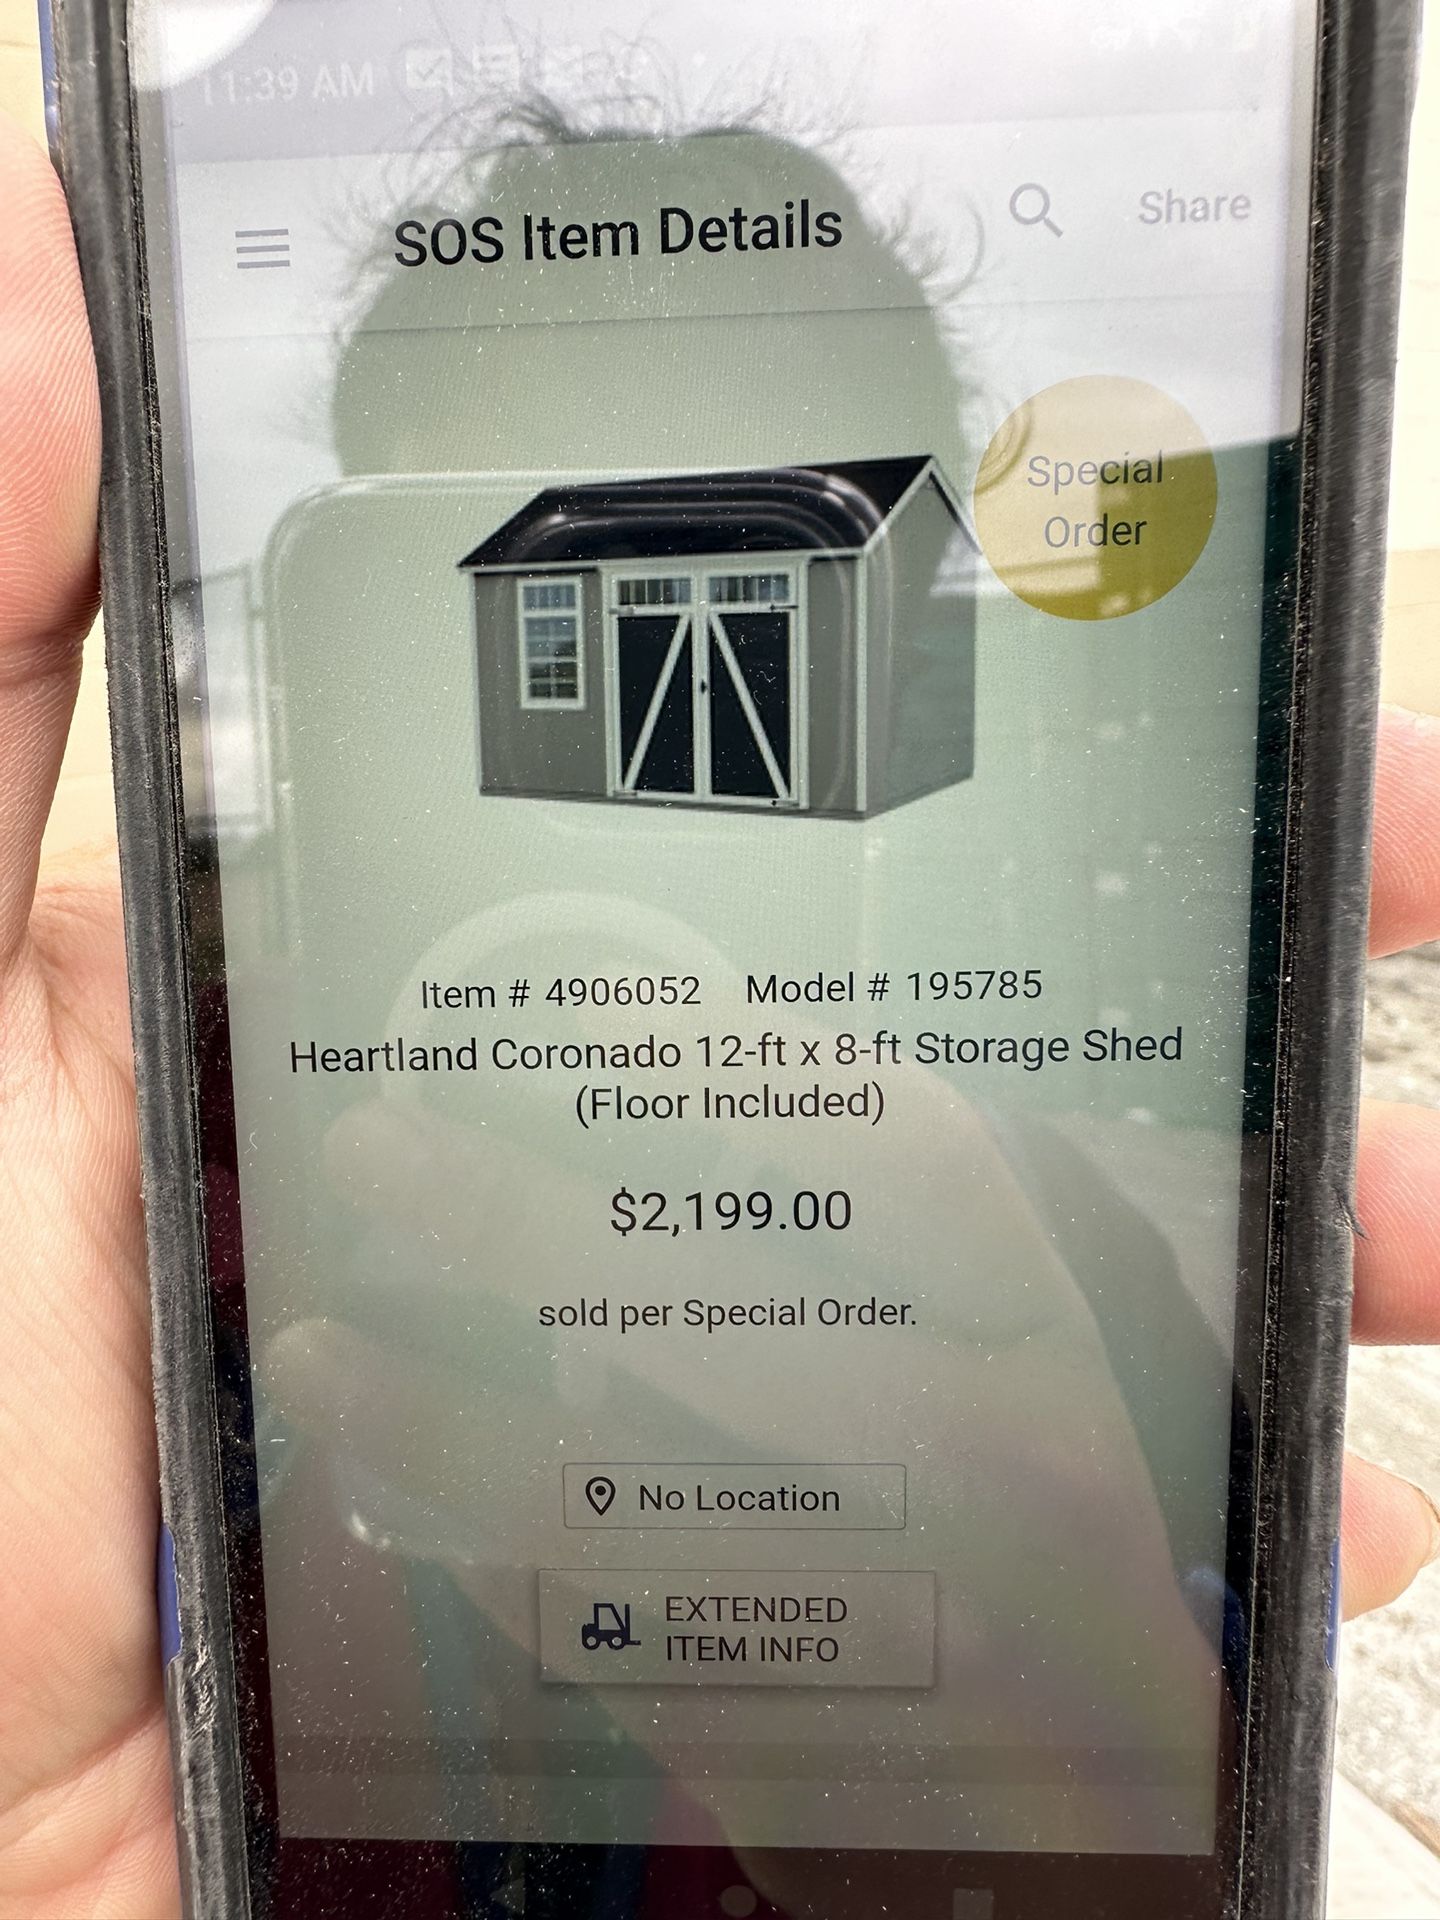 11:39 AM
SOS Item Details
Share
Special
Order
Item # 4906052 Model # 195785
Heartland Coronado 12-ft x 8-ft Storage Shed
(Floor Included)
$2,199.00
sold per Special Order.
No Location
EXTENDED
ITEM INFO